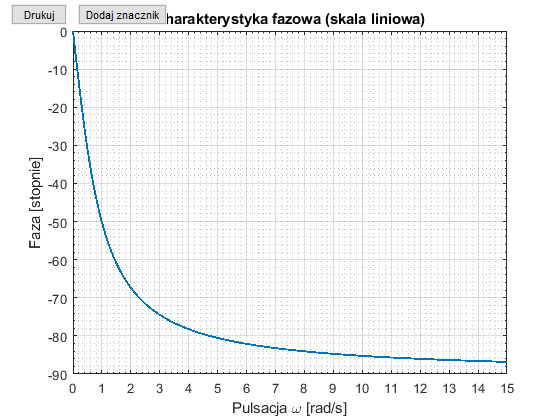 Drukuj
Dodaj znacznik
harakterystyka fazowa (skala liniowa)
0
-10
-20
-30
-40
-50
-60
-70
-80
-90
Faza [stopnie]
0 1 2 3 4 5 6 7 8 9 10 11 12 13 14 15
Pulsacja ω [rad/s]